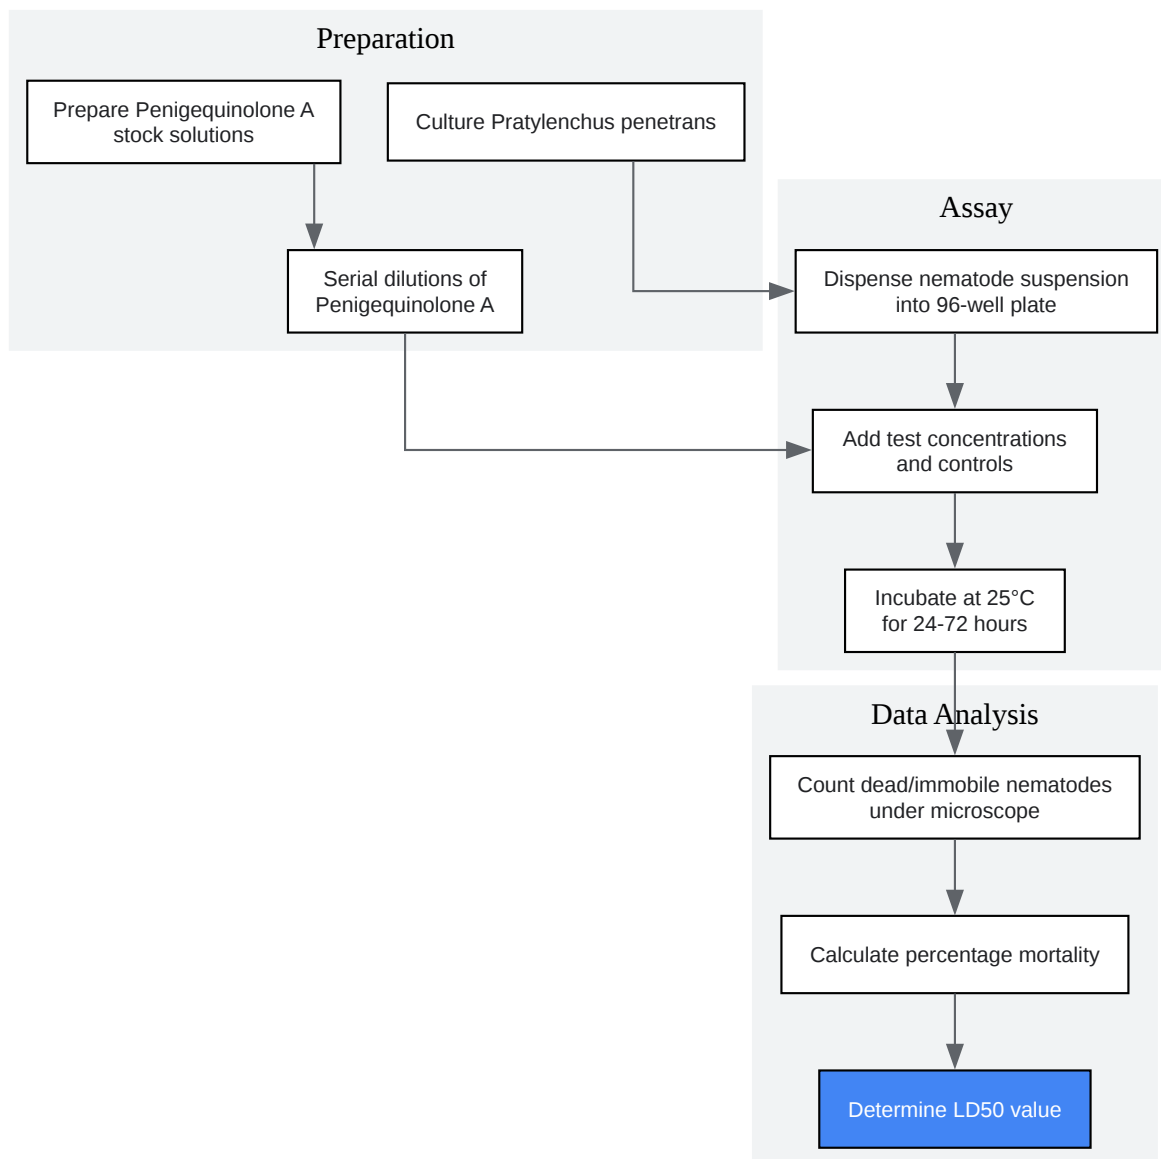 Preparation
Prepare Penigequinolone A
stock solutions
Culture Pratylenchus penetrans
Serial dilutions of
Penigequinolone A
Assay
Dispense nematode suspension
into 96-well plate
Add test concentrations
and controls
Incubate at 25°C
for 24-72 hours
Data Analysis
Count dead/immobile nematodes
under microscope
Calculate percentage mortality
Determine LD50 value